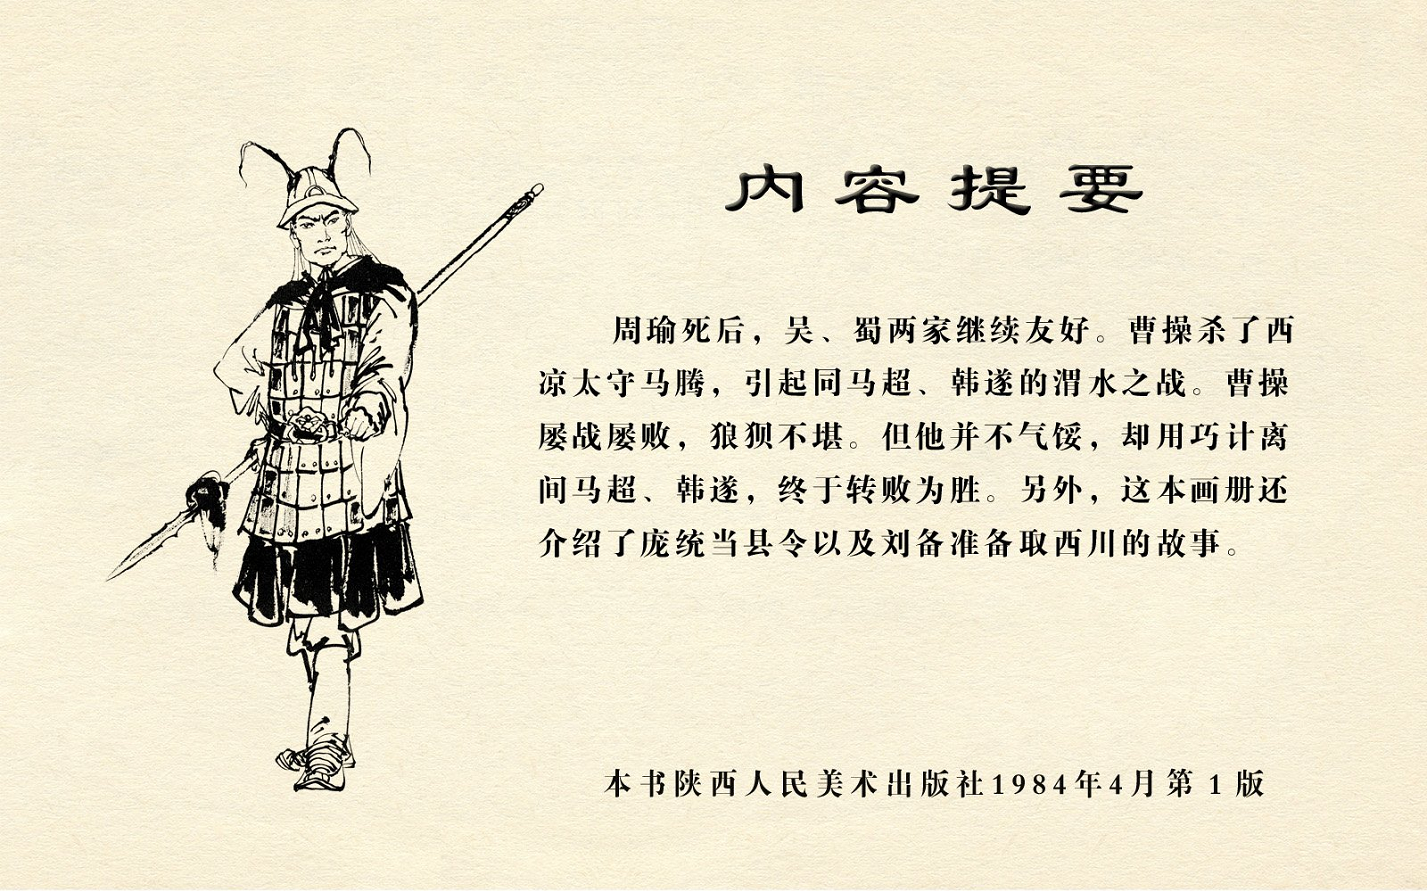 内容提要
周瑜死后，吴、蜀两家继续友好。曹操杀了西
凉太守马腾，引起同马超、韩遂的渭水之战。曹操
屡战屡败，狼狈不堪。但他并不气馁，却用巧计离
间马超、韩遂，终于转败为胜。另外，这本画册还
介绍了庞统当县令以及刘备准备取西川的故事。
本书陕西人民美术出版社1984年4月第1版